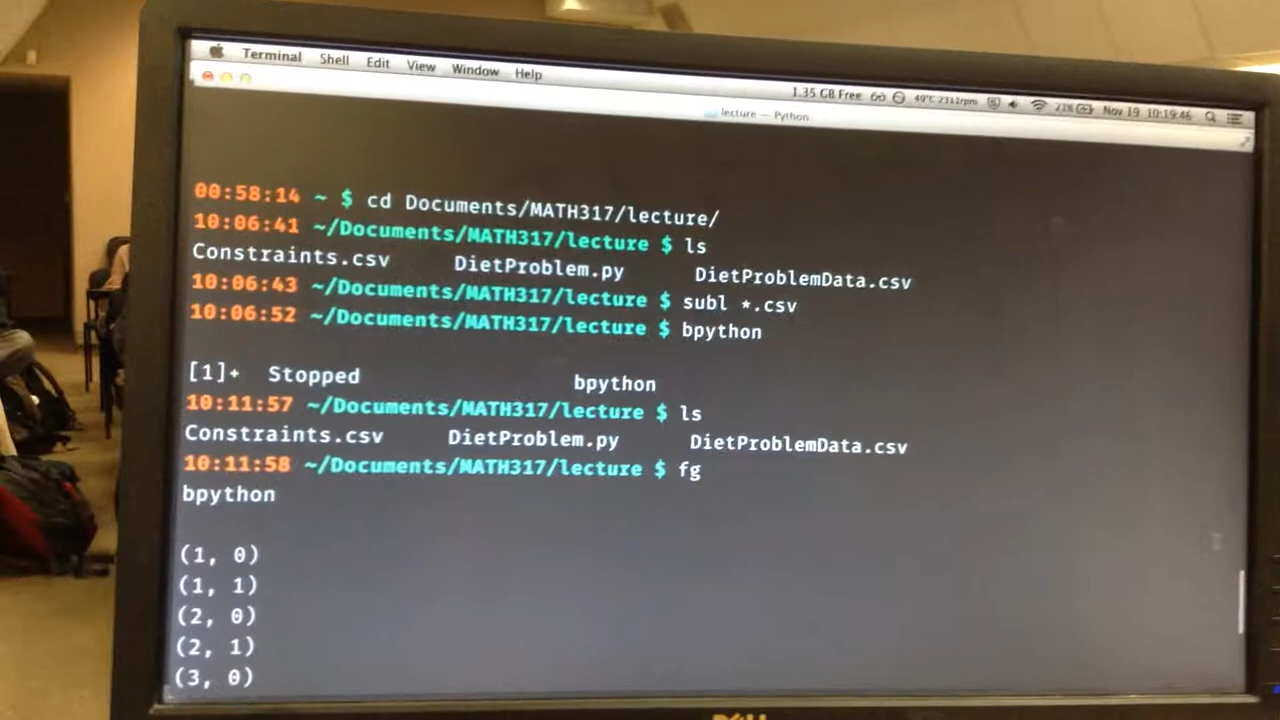 Terminal Shell Edit View Window Help
1.35 GB Free 49°C 2311rpm 23% Nov 19 10:19:46
lecture — Python
00:58:14 ~ $ cd Documents/MATH317/lecture/
10:06:41 ~/Documents/MATH317/lecture $ ls
Constraints.csv DietProblem.py DietProblemData.csv
10:06:43 ~/Documents/MATH317/lecture $ subl *.csv
10:06:52 ~/Documents/MATH317/lecture $ bpython
[1]+ Stopped bpython
10:11:57 ~/Documents/MATH317/lecture $ ls
Constraints.csv DietProblem.py DietProblemData.csv
10:11:58 ~/Documents/MATH317/lecture $ fg
bpython
(1, 0)
(1, 1)
(2, 0)
(2, 1)
(3, 0)
DELL